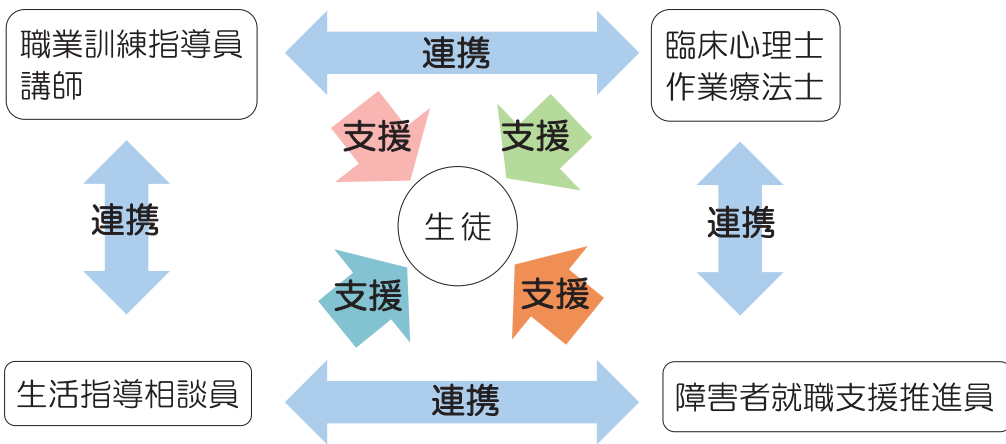 職業訓練指導員
講師
連携
臨床心理士
作業療法士
支援
支援
連携
生徒
連携
支援
支援
生活指導相談員
連携
障害者就職支援推進員